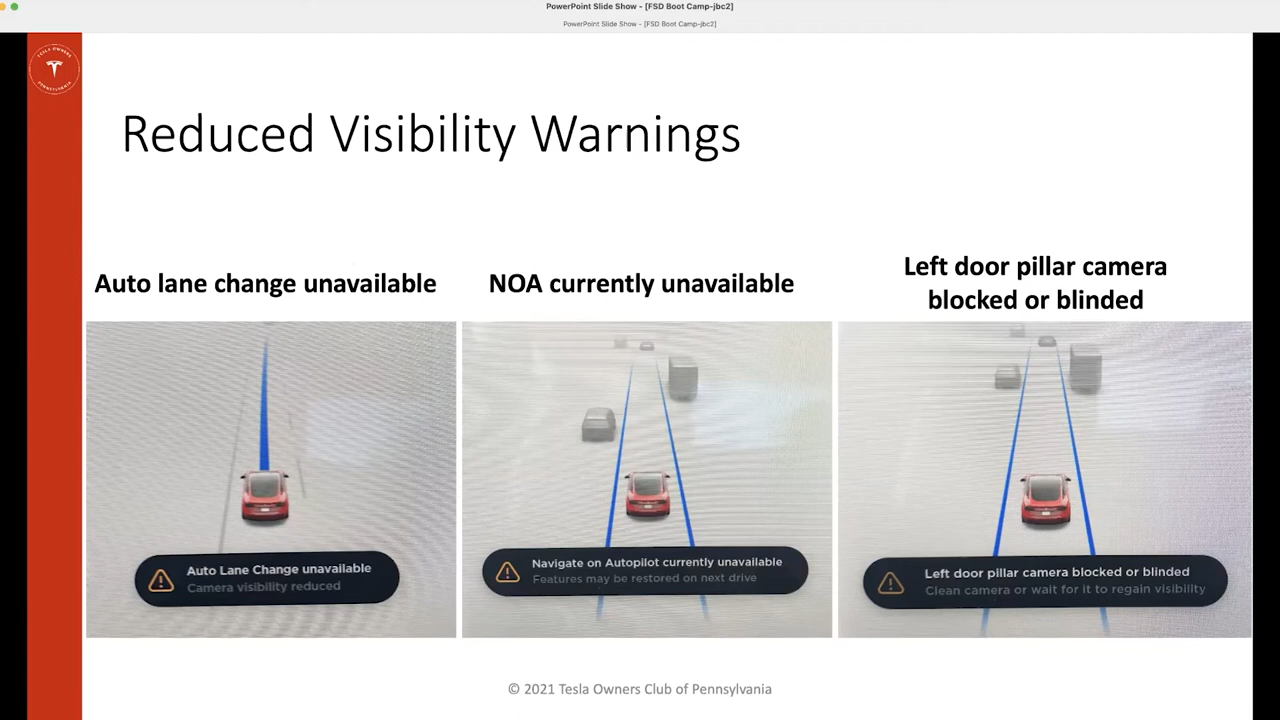 PowerPoint Slide Show - [FSD Boot Camp-jbc2]
PowerPoint Slide Show - [FSD Boot Camp-jbc2]
TESLA OWNERS
PENNSYLVANIA
Reduced Visibility Warnings
Auto lane change unavailable
NOA currently unavailable
Left door pillar camera
blocked or blinded
Auto Lane Change unavailable
Camera visibility reduced
Navigate on Autopilot currently unavailable
Features may be restored on next drive
Left door pillar camera blocked or blinded
Clean camera or wait for it to regain visibility
© 2021 Tesla Owners Club of Pennsylvania